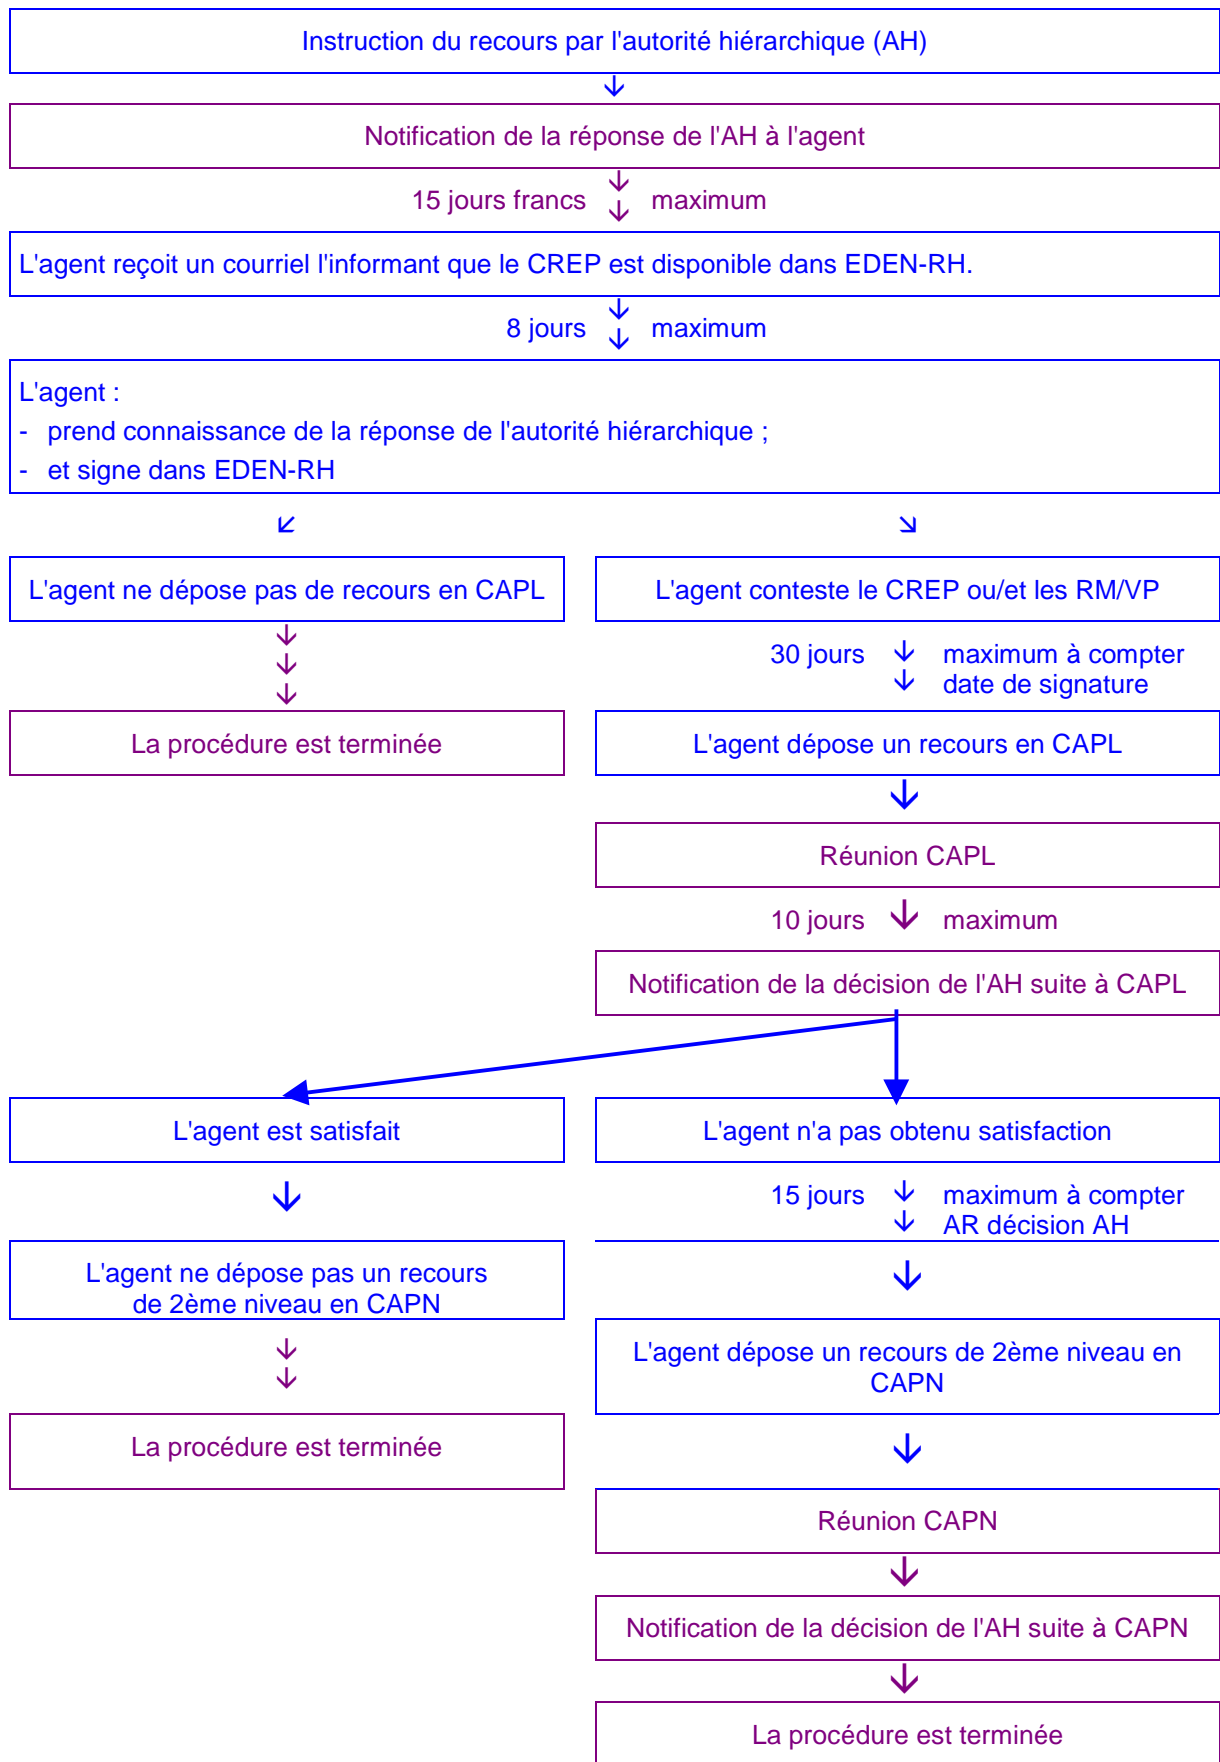 Instruction du recours par l'autorité hiérarchique (AH)
Notification de la réponse de l'AH à l'agent
15 jours francs maximum
L'agent reçoit un courriel l'informant que le CREP est disponible dans EDEN-RH.
8 jours maximum
L'agent :
- prend connaissance de la réponse de l'autorité hiérarchique ;
- et signe dans EDEN-RH
L'agent ne dépose pas de recours en CAPL
L'agent conteste le CREP ou/et les RM/VP
30 jours maximum à compter
date de signature
La procédure est terminée
L'agent dépose un recours en CAPL
Réunion CAPL
10 jours maximum
Notification de la décision de l'AH suite à CAPL
L'agent est satisfait
L'agent n'a pas obtenu satisfaction
15 jours maximum à compter
AR décision AH
L'agent ne dépose pas un recours
de 2ème niveau en CAPN
L'agent dépose un recours de 2ème niveau en
CAPN
La procédure est terminée
Réunion CAPN
Notification de la décision de l'AH suite à CAPN
La procédure est terminée